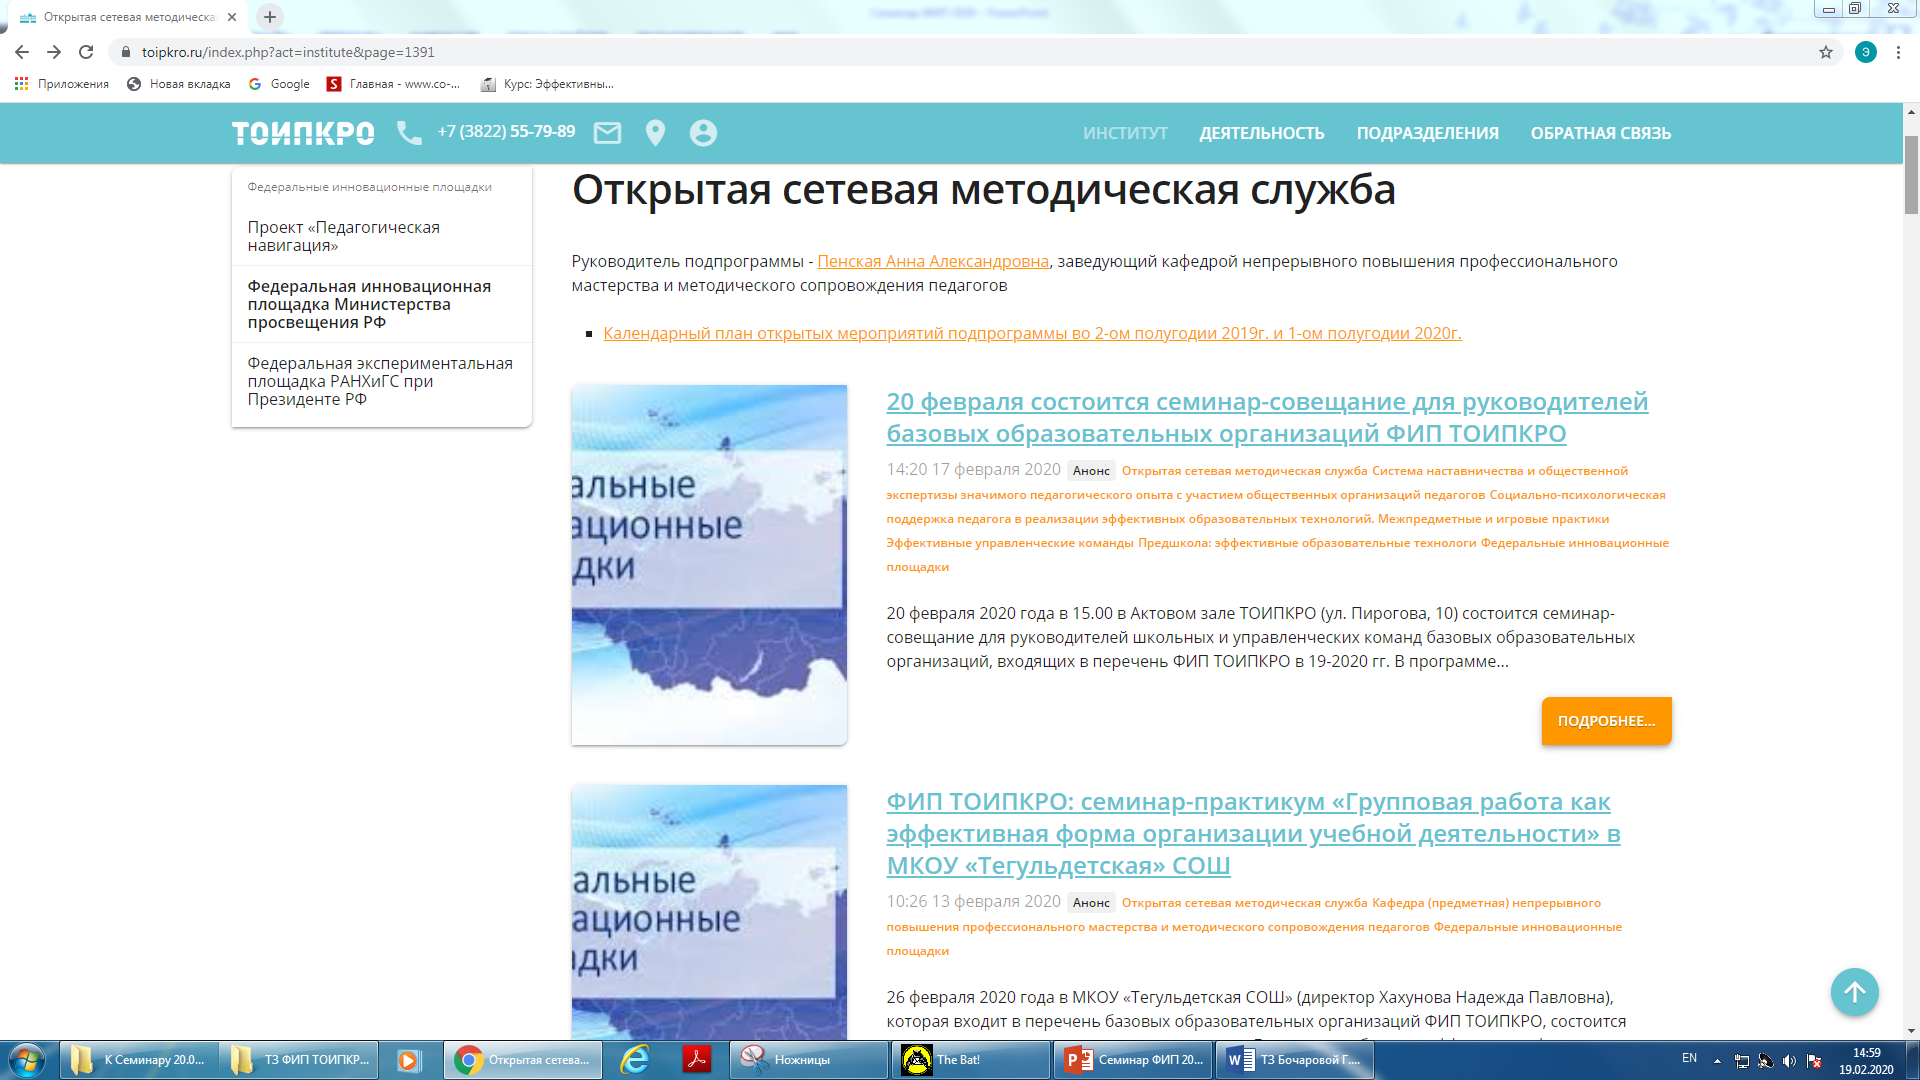 Открытая сетевая методическа
toipkro.ru/index.php?act=institute&page=1391
Э
Приложения
Новая вкладка
Google
Главная - www.co-...
Курс: Эффективны...
ТОИПКРО
+7 (3822) 55-79-89
ИНСТИТУТ
ДЕЯТЕЛЬНОСТЬ
ПОДРАЗДЕЛЕНИЯ
ОБРАТНАЯ СВЯЗЬ
Федеральные инновационные площадки
Проект «Педагогическая
навигация»
Федеральная инновационная
площадка Министерства
просвещения РФ
Федеральная экспериментальная
площадка РАНХиГС при
Президенте РФ
Открытая сетевая методическая служба
Руководитель подпрограммы - Пенская Анна Александровна, заведующий кафедрой непрерывного повышения профессионального
мастерства и методического сопровождения педагогов
Календарный план открытых мероприятий подпрограммы во 2-ом полугодии 2019г. и 1-ом полугодии 2020г.
альные
ационные
дки
20 февраля состоится семинар-совещание для руководителей
базовых образовательных организаций ФИП ТОИПКРО
14:20 17 февраля 2020 Анонс Открытая сетевая методическая служба Система наставничества и общественной
экспертизы значимого педагогического опыта с участием общественных организаций педагогов Социально-психологическая
поддержка педагога в реализации эффективных образовательных технологий. Межпредметные и игровые практики
Эффективные управленческие команды Предшкола: эффективные образовательные технологи Федеральные инновационные
площадки
20 февраля 2020 года в 15.00 в Актовом зале ТОИПКРО (ул. Пирогова, 10) состоится семинар-
совещание для руководителей школьных и управленческих команд базовых образовательных
организаций, входящих в перечень ФИП ТОИПКРО в 19-2020 гг. В программе...
ПОДРОБНЕЕ...
альные
ационные
дки
ФИП ТОИПКРО: семинар-практикум «Групповая работа как
эффективная форма организации учебной деятельности» в
МКОУ «Тегульдетская» СОШ
10:26 13 февраля 2020 Анонс Открытая сетевая методическая служба Кафедра (предметная) непрерывного
повышения профессионального мастерства и методического сопровождения педагогов Федеральные инновационные
площадки
26 февраля 2020 года в МКОУ «Тегульдетская СОШ» (директор Хахунова Надежда Павловна),
которая входит в перечень базовых образовательных организаций ФИП ТОИПКРО, состоится
К Семинару 20.0...
ТЗ ФИП ТОИПКР...
Открытая сетева...
Ножницы
The Bat!
Семинар ФИП 20...
ТЗ Бочаровой Г....
EN
14:59
19.02.2020